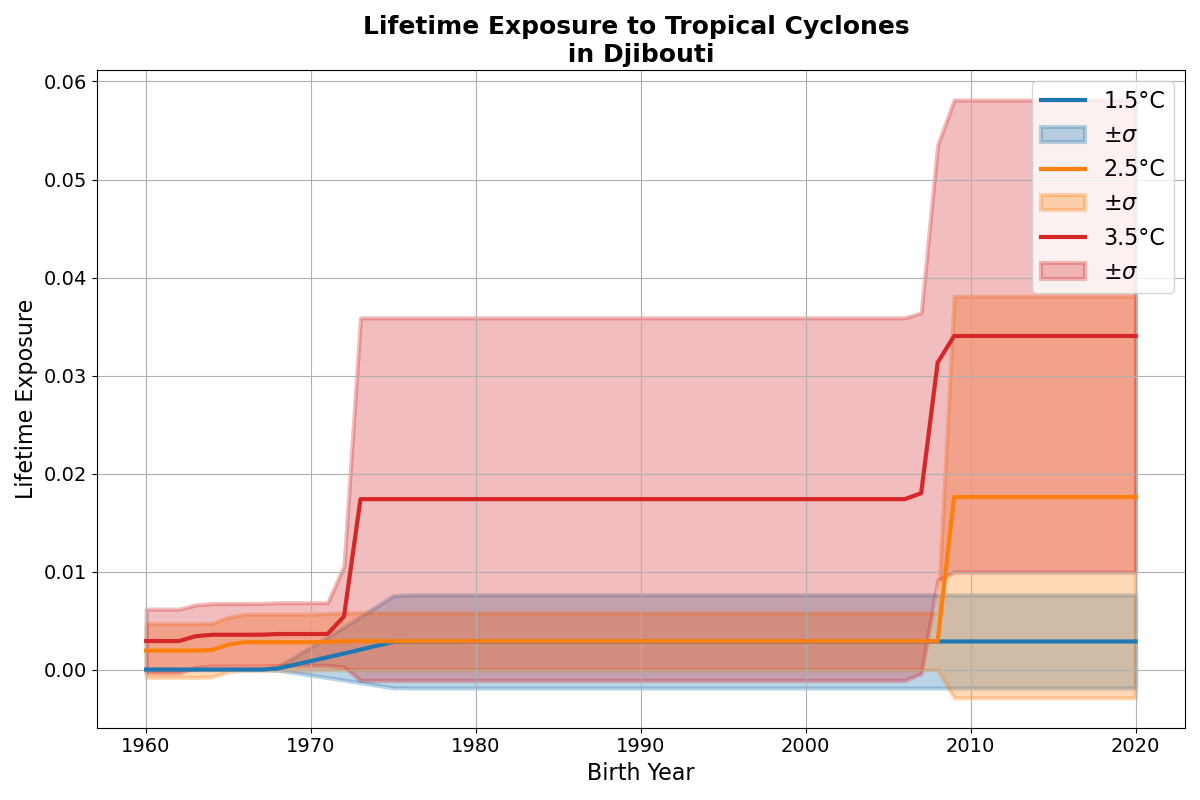 Lifetime Exposure to Tropical Cyclones
in Djibouti
Lifetime Exposure
0.06
0.05
0.04
0.03
0.02
0.01
0.00
1960
1970
1980
1990
2000
2010
2020
Birth Year
1.5°C
±σ
2.5°C
±σ
3.5°C
±σ